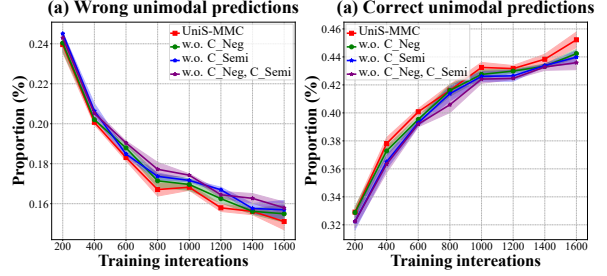 (a) Wrong unimodal predictions
UniS-MMC
w.o. C_Neg
w.o. C_Semi
w.o. C_Neg, C_Semi
Proportion (%)
0.24
0.22
0.20
0.18
0.16
200 400 600 800 1000 1200 1400 1600
Training intereations
(a) Correct unimodal predictions
UniS-MMC
w.o. C_Neg
w.o. C_Semi
w.o. C_Neg, C_Semi
Proportion (%)
0.46
0.44
0.42
0.40
0.38
0.36
0.34
0.32
200 400 600 800 1000 1200 1400 1600
Training intereations